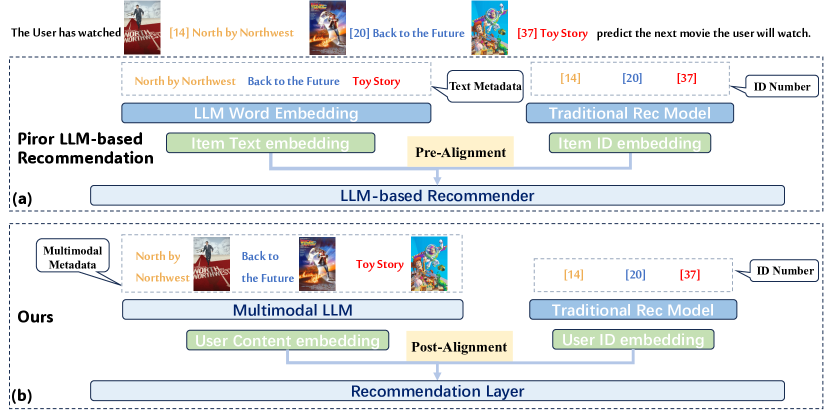 The User has watched [14] North by Northwest [20] Back to the Future [37] Toy Story predict the next movie the user will watch.
North by Northwest Back to the Future Toy Story
Text Metadata
[14] [20] [37]
ID Number
LLM Word Embedding
Traditional Rec Model
Piror LLM-based
Recommendation
Item Text embedding
Pre-Alignment
Item ID embedding
(a)
LLM-based Recommender
Multimodal
Metadata
North by
Northwest
Back to
the Future
Toy Story
[14] [20] [37]
ID Number
Ours
Multimodal LLM
Traditional Rec Model
User Content embedding
Post-Alignment
User ID embedding
(b)
Recommendation Layer